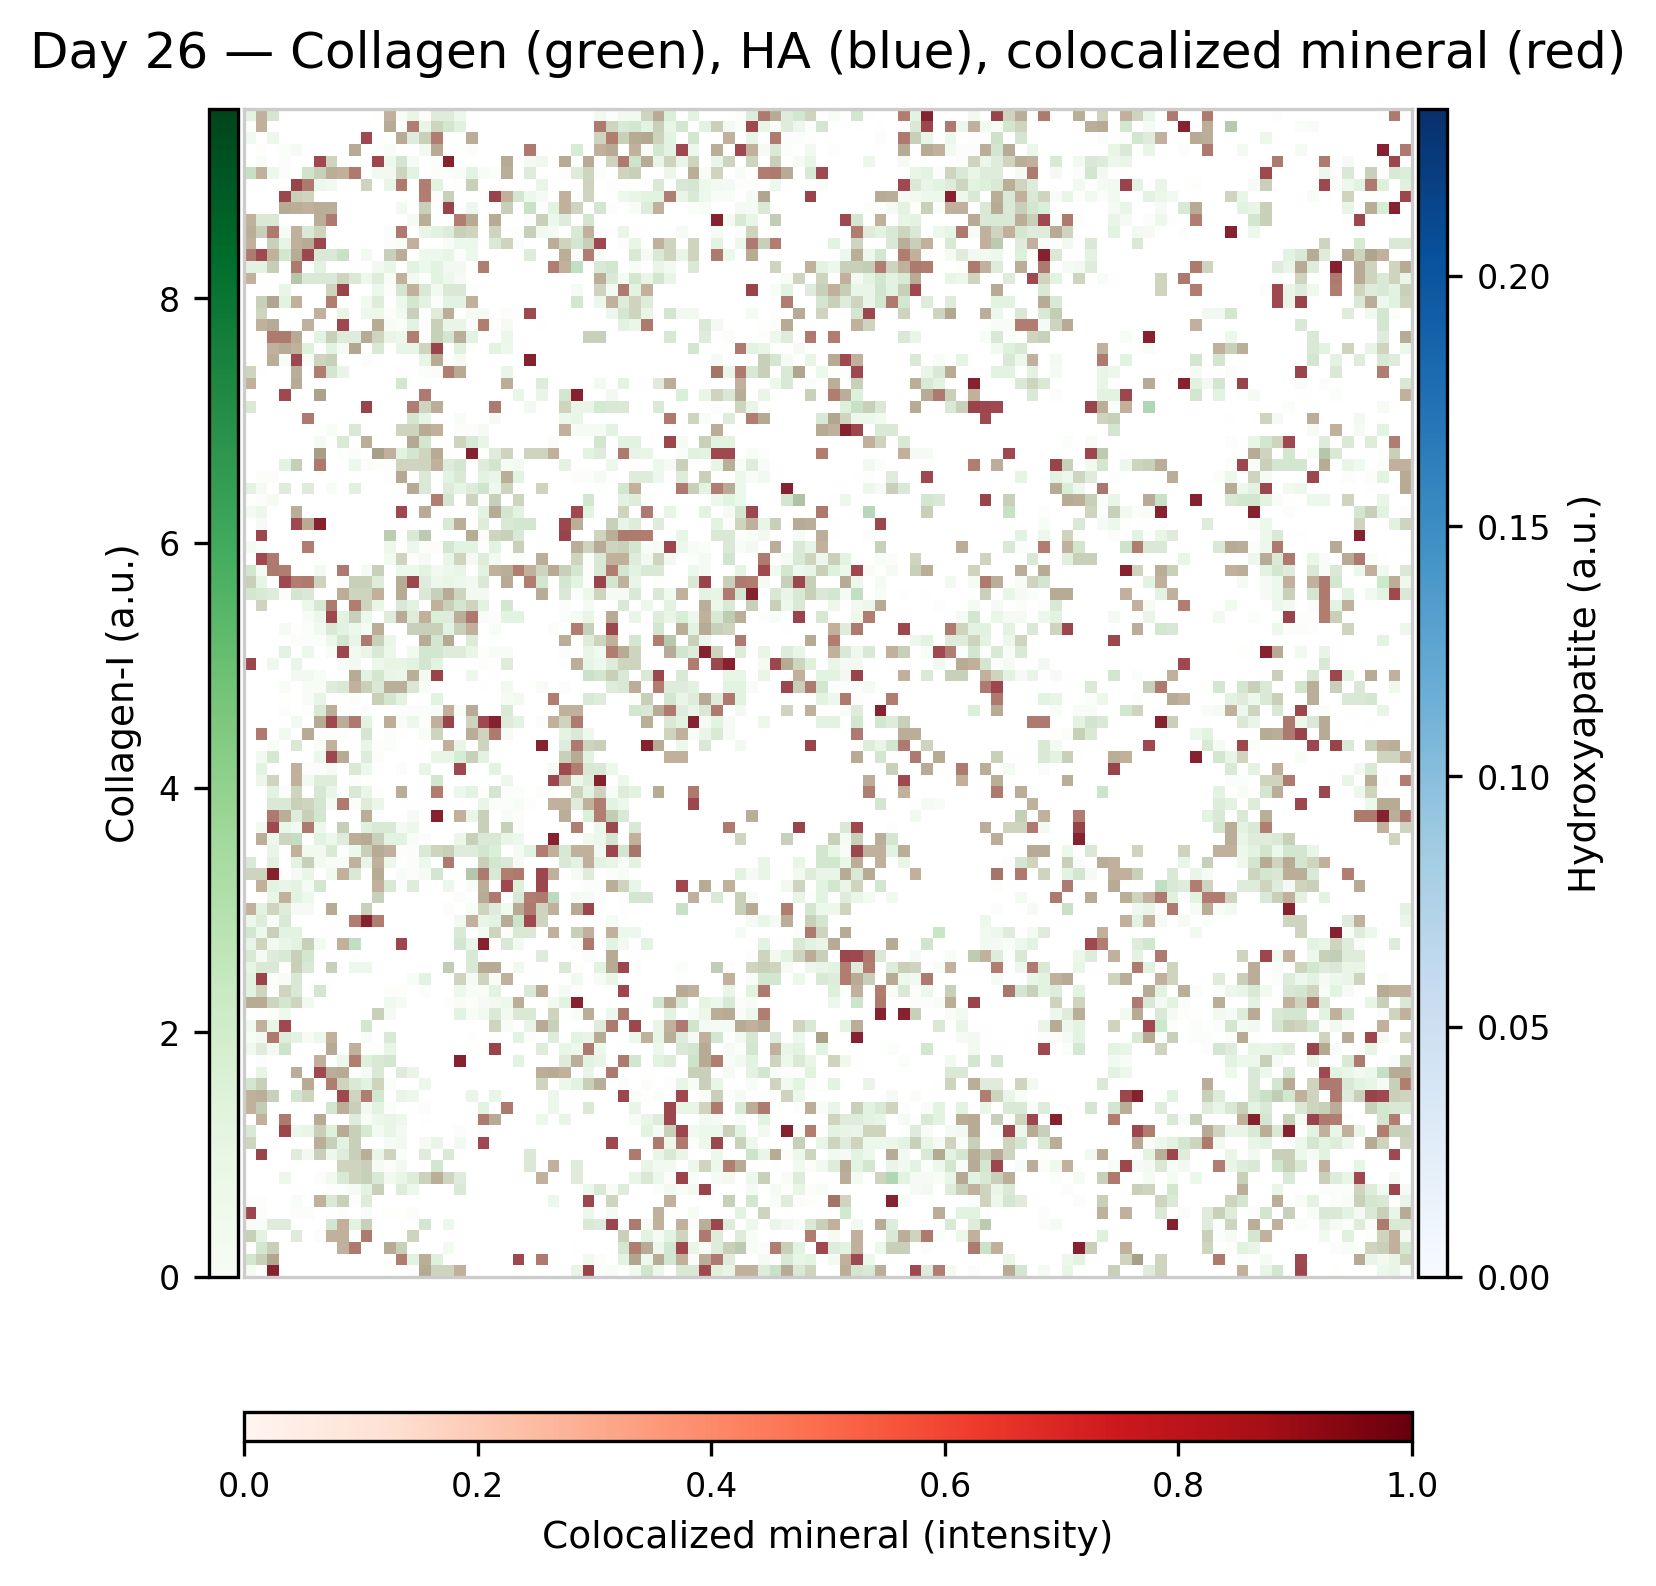 Day 26 — Collagen (green), HA (blue), colocalized mineral (red)
Collagen-I (a.u.)
8
6
4
2
0
0.20
0.15
0.10
0.05
0.00
Hydroxyapatite (a.u.)
0.0 0.2 0.4 0.6 0.8 1.0
Colocalized mineral (intensity)